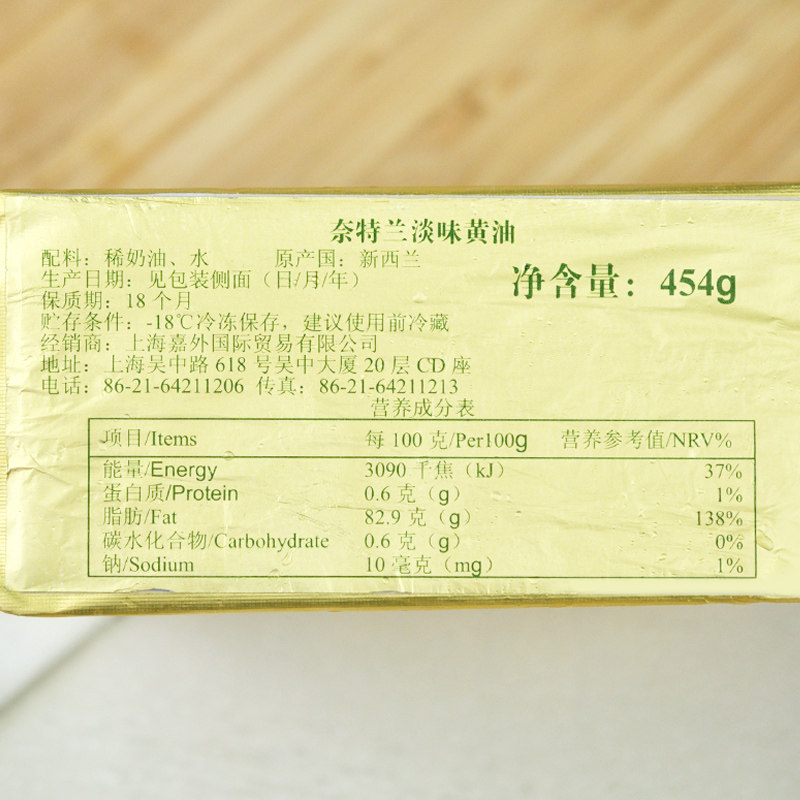 奈特兰淡味黄油
配料：稀奶油、水 原产国：新西兰
生产日期：见包装侧面（日/月/年）
净含量：454g
保质期：18个月
贮存条件：-18℃冷冻保存，建议使用前冷藏
经销商：上海嘉外国际贸易有限公司
地址：上海吴中路618号吴中大厦20层CD座
电话：86-21-64211206 传真：86-21-64211213
营养成分表
项目/Items 每100克/Per100g 营养参考值/NRV%
能量/Energy 3090千焦（kJ） 37%
蛋白质/Protein 0.6克（g） 1%
脂肪/Fat 82.9克（g） 138%
碳水化合物/Carbohydrate 0.6克（g） 0%
钠/Sodium 10毫克（mg） 1%